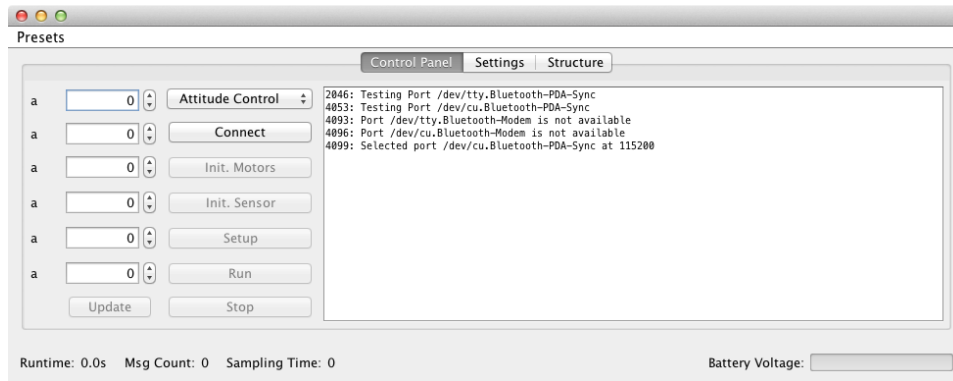 Presets
Control Panel Settings Structure
a 0 Attitude Control
a 0 Connect
a 0 Init. Motors
a 0 Init. Sensor
a 0 Setup
a 0 Run
Update Stop
2046: Testing Port /dev/tty.Bluetooth-PDA-Sync
4053: Testing Port /dev/cu.Bluetooth-PDA-Sync
4093: Port /dev/tty.Bluetooth-Modem is not available
4096: Port /dev/cu.Bluetooth-Modem is not available
4099: Selected port /dev/cu.Bluetooth-PDA-Sync at 115200
Runtime: 0.0s Msg Count: 0 Sampling Time: 0 Battery Voltage: